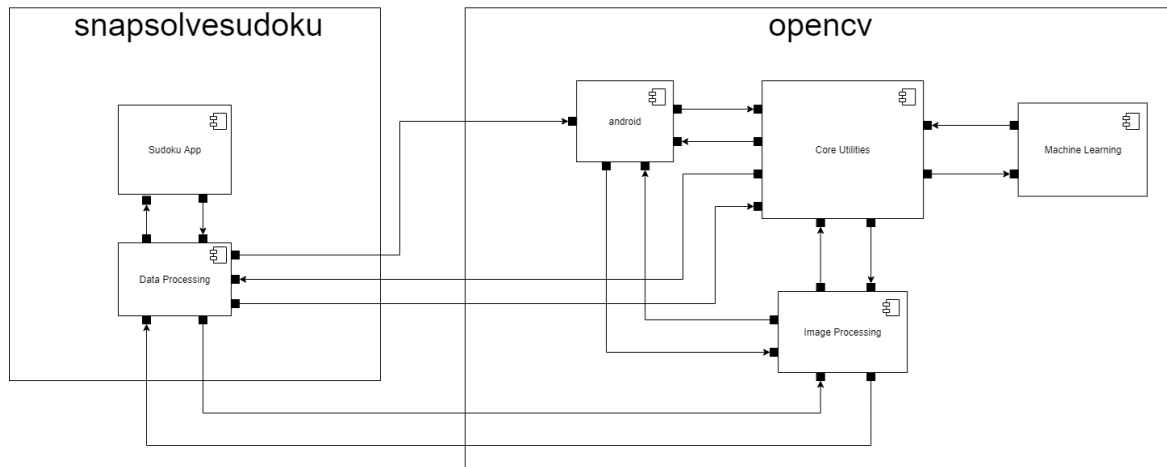 snapsolvesudoku
opencv
android
Sudoku App
Core Utilities
Machine Learning
Data Processing
Image Processing